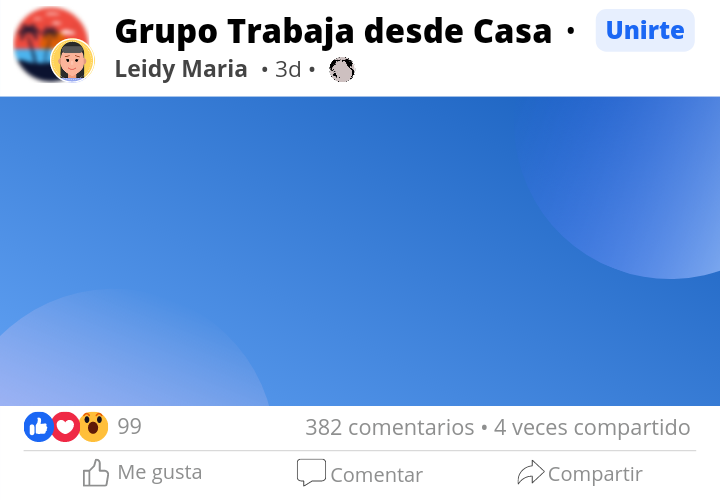 Grupo Trabaja desde Casa · Unirte
Leidy Maria • 3d •
99 382 comentarios • 4 veces compartido
Me gusta Comentar Compartir